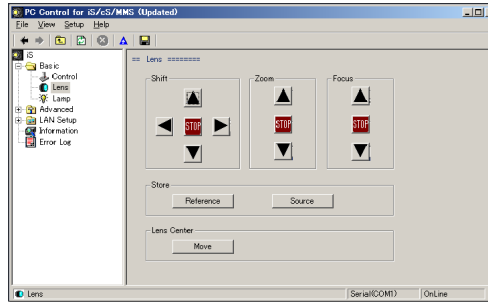 PC Control for iS/cS/MMS (Updated)
File View Setup Help
iS
Basic
Control
Lens
Lamp
Advanced
LAN Setup
Information
Error Log
== Lens ========
Shift
Zoom
Focus
STOP
STOP
STOP
Store
Reference
Source
Lens Center
Move
Lens
Serial(COM1)
OnLine